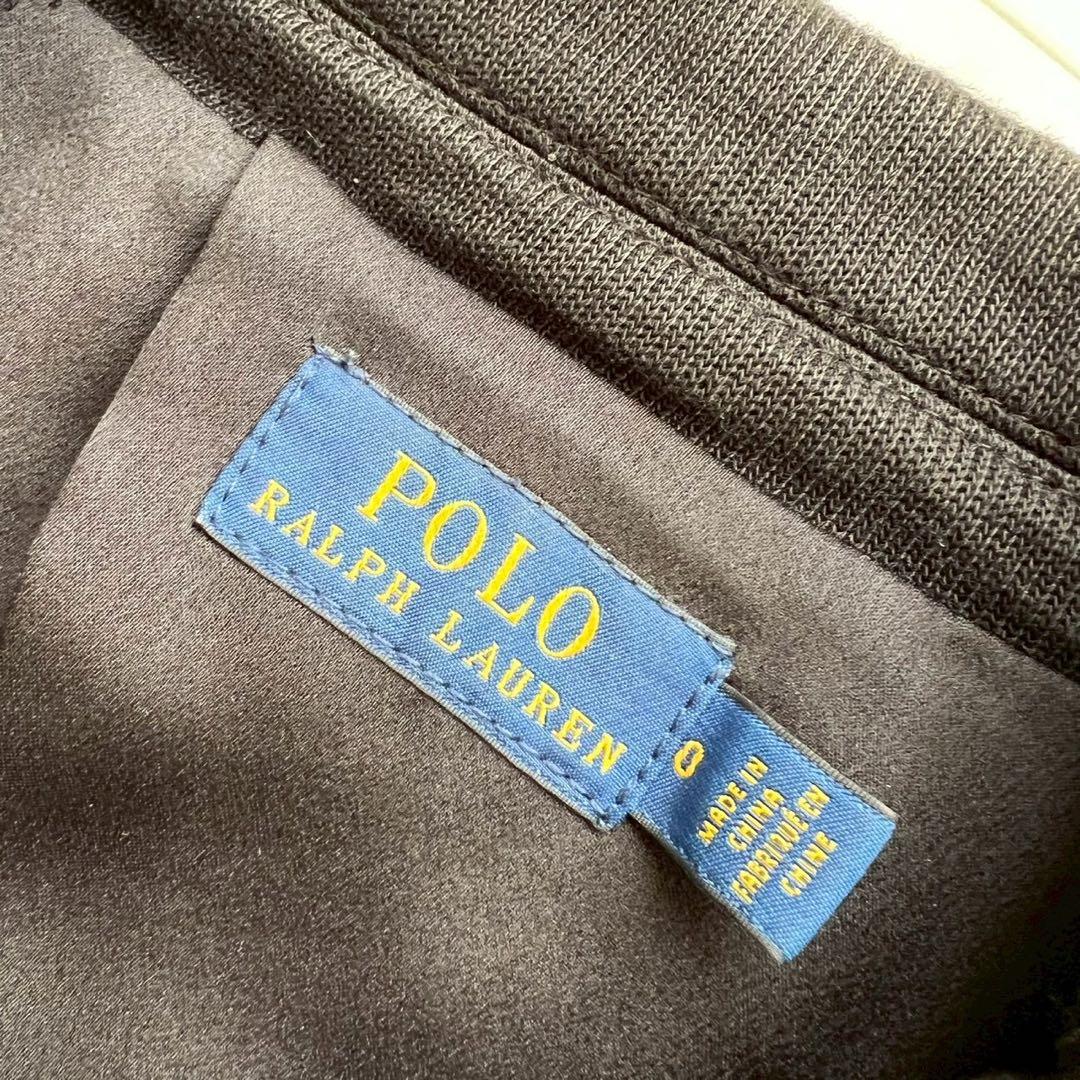 POLO
RALPH LAUREN
0
MADE IN
CHINA
FABRIQUÉ EN
CHINE